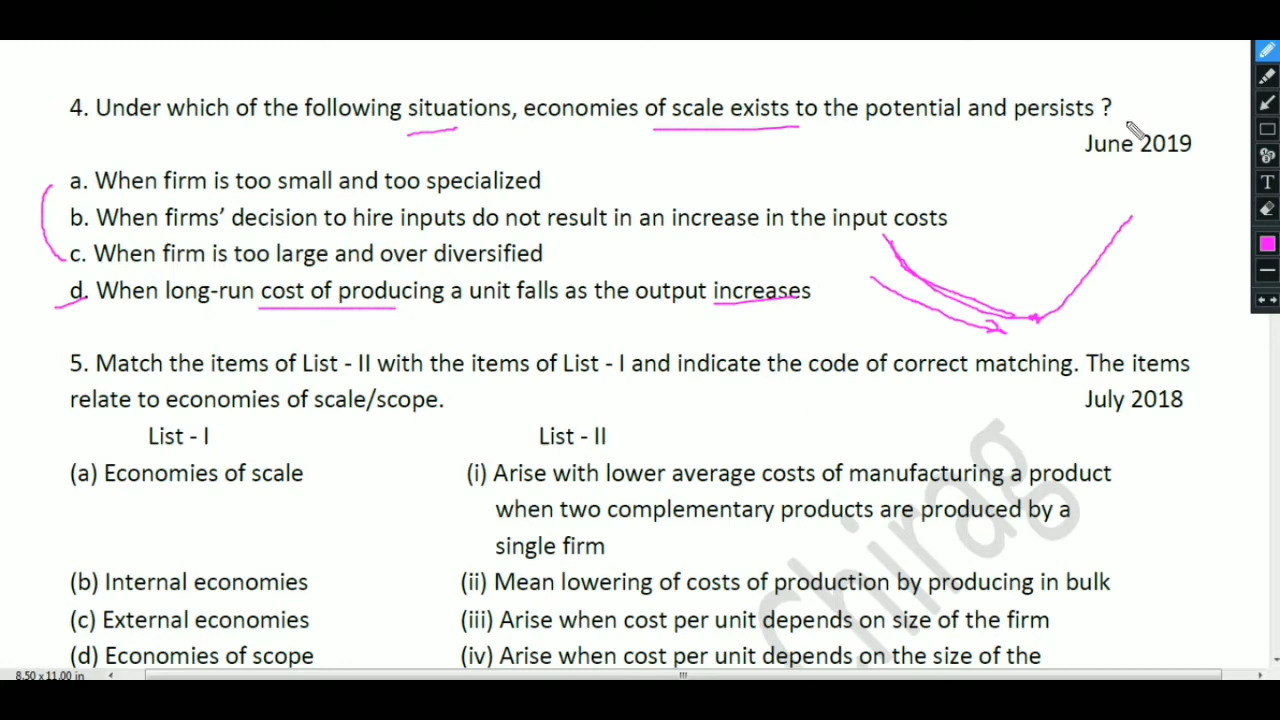 4. Under which of the following situations, economies of scale exists to the potential and persists ?
June 2019
a. When firm is too small and too specialized
b. When firms’ decision to hire inputs do not result in an increase in the input costs
c. When firm is too large and over diversified
d. When long-run cost of producing a unit falls as the output increases
5. Match the items of List - II with the items of List - I and indicate the code of correct matching. The items
relate to economies of scale/scope. July 2018
List - I List - II
(a) Economies of scale (i) Arise with lower average costs of manufacturing a product
when two complementary products are produced by a
single firm
(b) Internal economies (ii) Mean lowering of costs of production by producing in bulk
(c) External economies (iii) Arise when cost per unit depends on size of the firm
(d) Economies of scope (iv) Arise when cost per unit depends on the size of the
Chirag
8.50 x 11.00 in
T